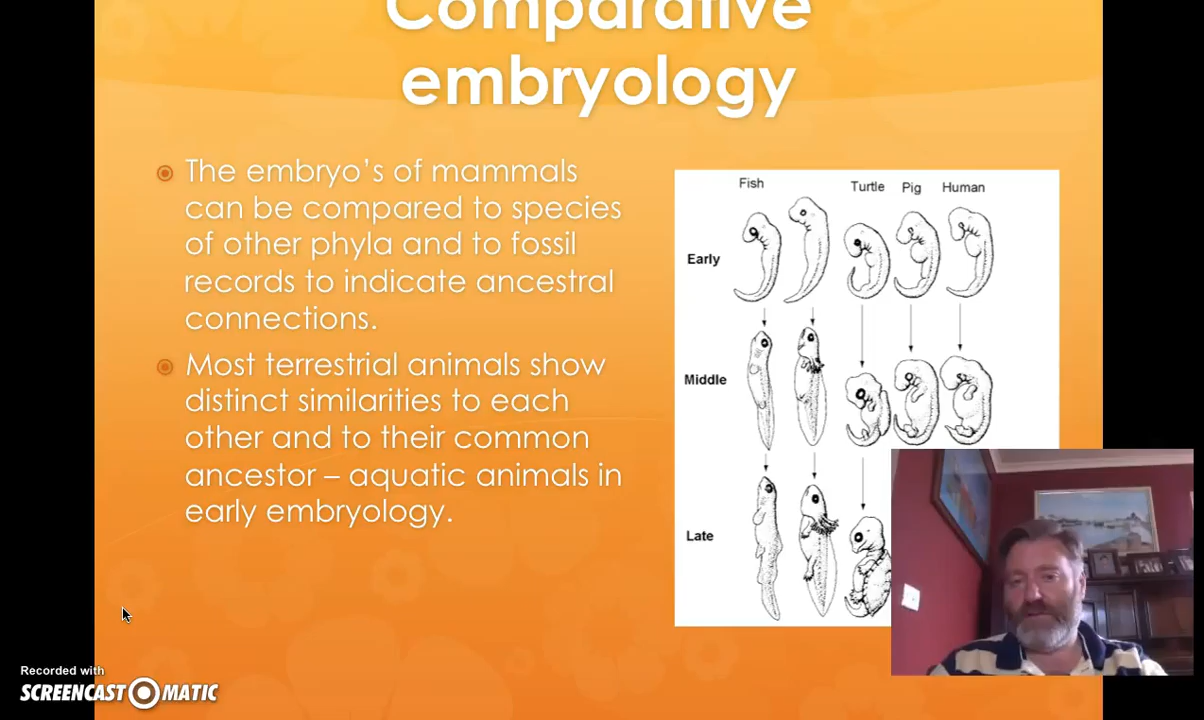 Comparative
embryology
The embryo’s of mammals
can be compared to species
of other phyla and to fossil
records to indicate ancestral
connections.
Most terrestrial animals show
distinct similarities to each
other and to their common
ancestor – aquatic animals in
early embryology.
Fish
Turtle
Pig
Human
Early
Middle
Late
Recorded with
SCREENCAST MATIC